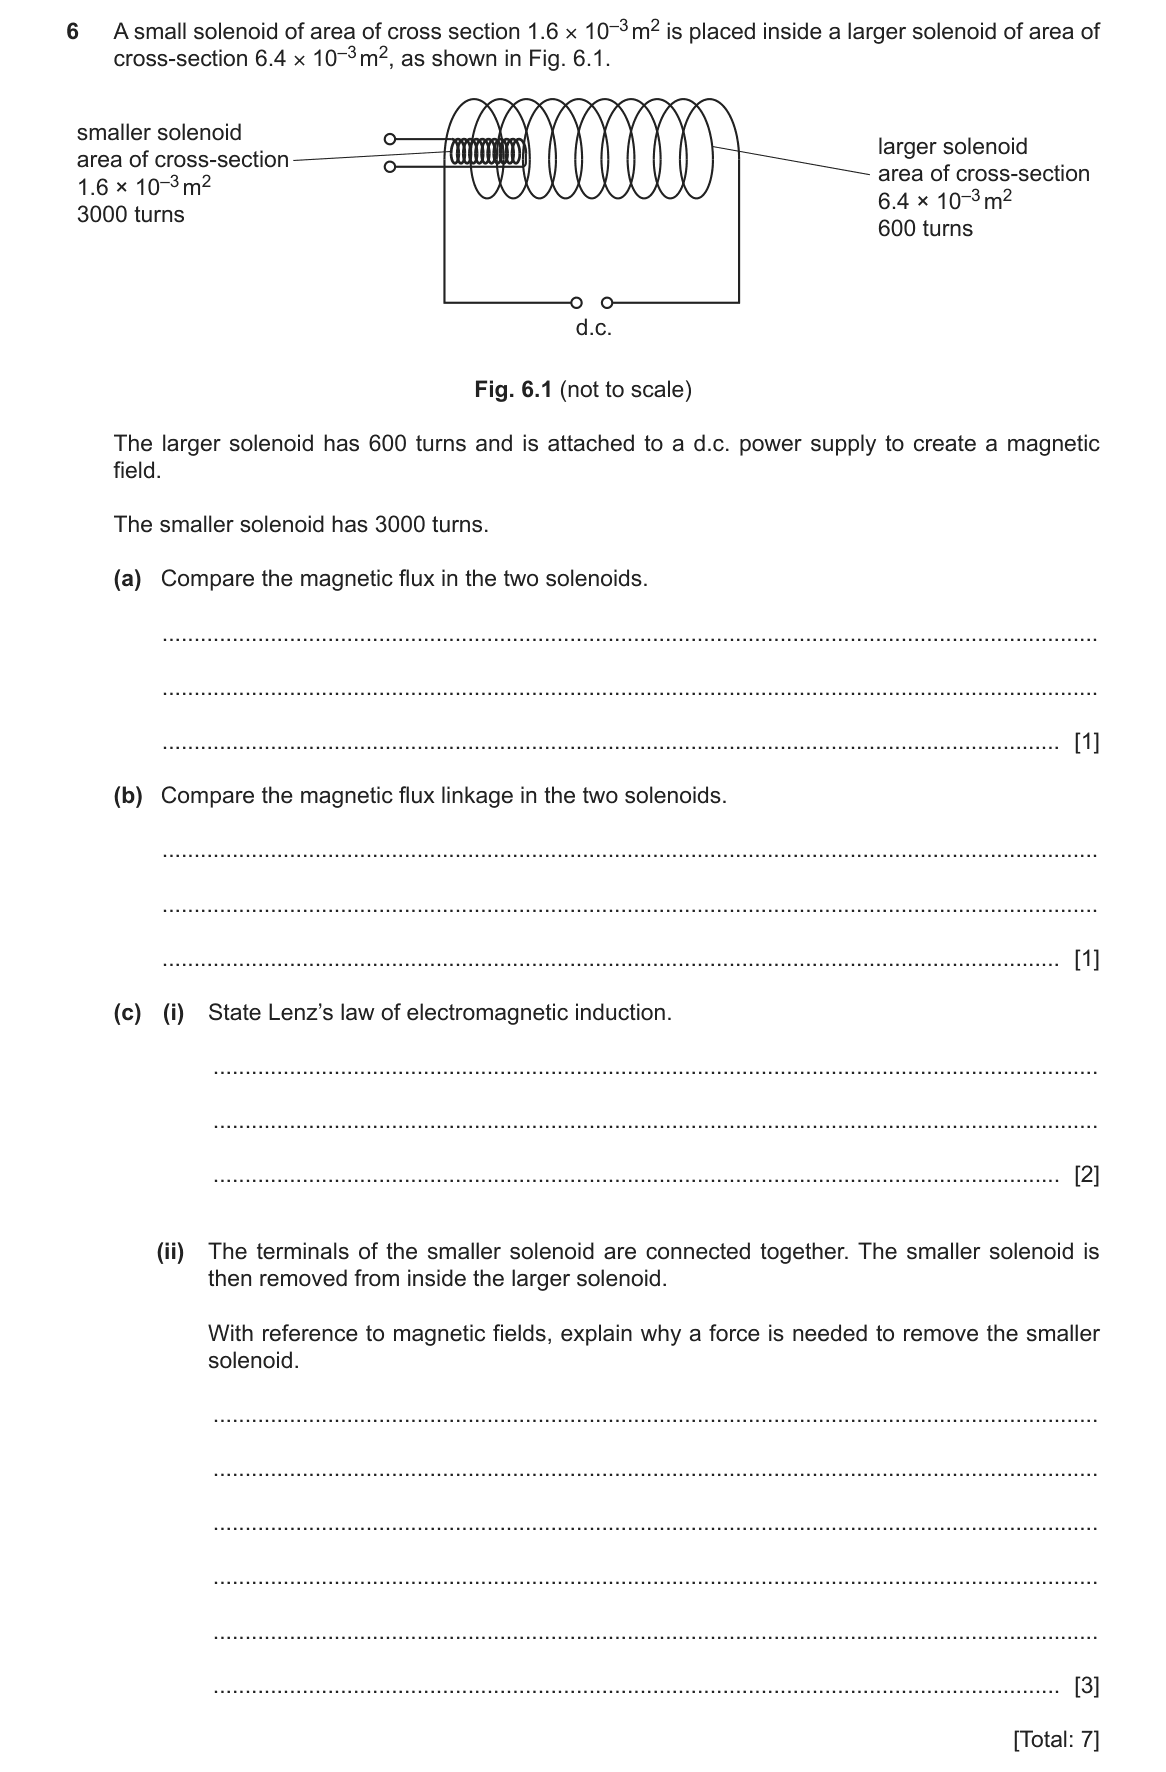 6 A small solenoid of area of cross section 1.6 × 10⁻³ m² is placed inside a larger solenoid of area of
cross-section 6.4 × 10⁻³ m², as shown in Fig. 6.1.
smaller solenoid
area of cross-section
1.6 × 10⁻³ m²
3000 turns
larger solenoid
area of cross-section
6.4 × 10⁻³ m²
600 turns
d.c.
Fig. 6.1 (not to scale)
The larger solenoid has 600 turns and is attached to a d.c. power supply to create a magnetic
field.
The smaller solenoid has 3000 turns.
(a) Compare the magnetic flux in the two solenoids.
[1]
(b) Compare the magnetic flux linkage in the two solenoids.
[1]
(c) (i) State Lenz’s law of electromagnetic induction.
[2]
(ii) The terminals of the smaller solenoid are connected together. The smaller solenoid is
then removed from inside the larger solenoid.
With reference to magnetic fields, explain why a force is needed to remove the smaller
solenoid.
[3]
[Total: 7]